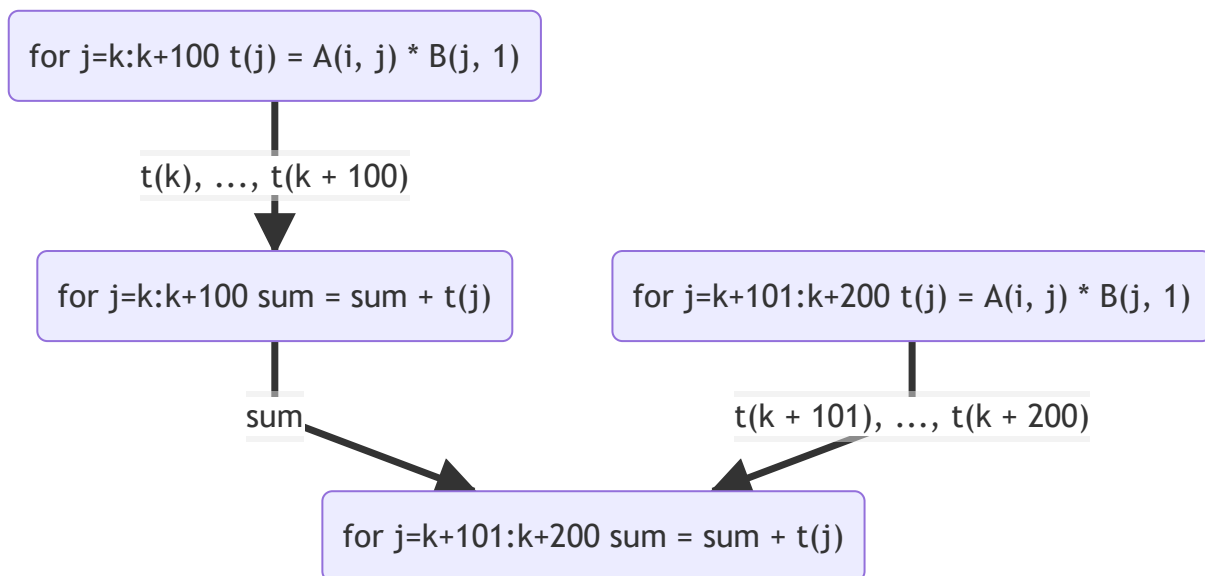 for j=k:k+100 t(j) = A(i, j) * B(j, 1)
t(k), ..., t(k + 100)
for j=k:k+100 sum = sum + t(j)
for j=k+101:k+200 t(j) = A(i, j) * B(j, 1)
sum
t(k + 101), ..., t(k + 200)
for j=k+101:k+200 sum = sum + t(j)